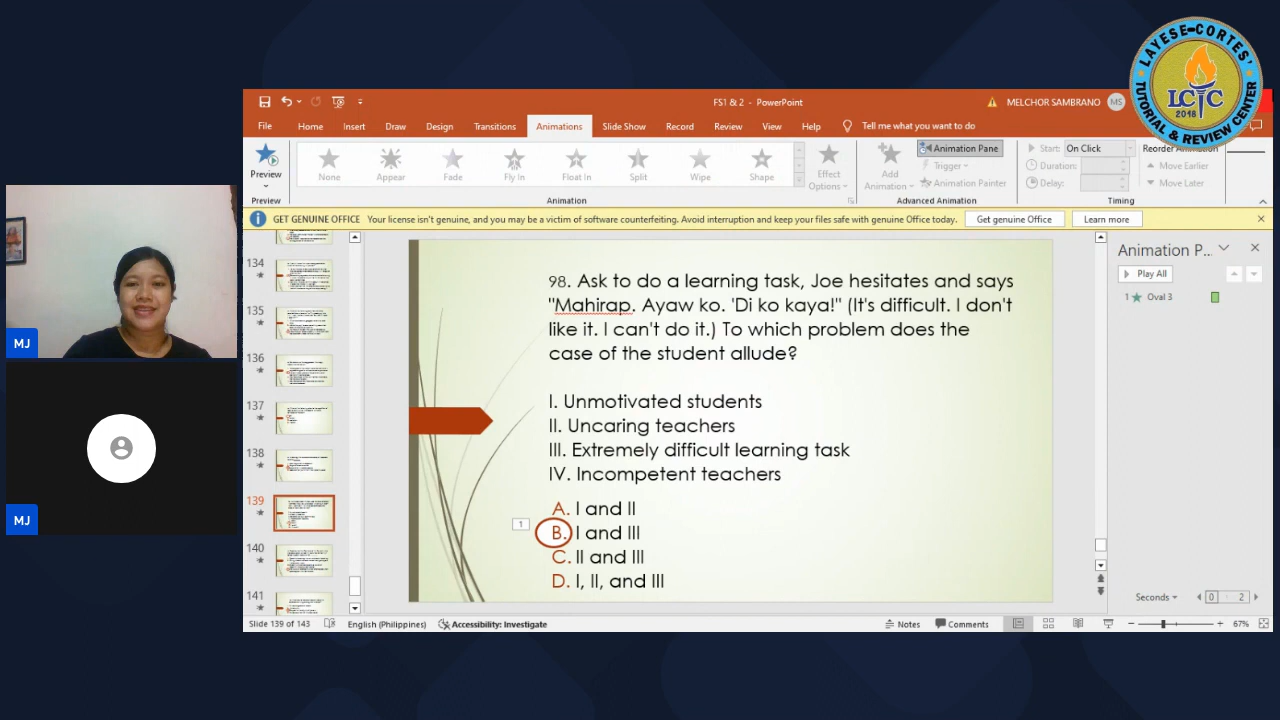 LAYESE-CORTES'
TUTORIAL & REVIEW CENTER
LCTC
2018
FS1 & 2 - PowerPoint
MELCHOR SAMBRANO
MS
File
Home
Insert
Draw
Design
Transitions
Animations
Slide Show
Record
Review
View
Help
Tell me what you want to do
Preview
None
Appear
Fade
Fly In
Float In
Split
Wipe
Shape
Effect
Options
Add
Animation
Animation Pane
Trigger
Animation Painter
Start: On Click
Duration:
Delay:
Reorder Animation
Move Earlier
Move Later
Preview
Animation
Advanced Animation
Timing
GET GENUINE OFFICE Your license isn't genuine, and you may be a victim of software counterfeiting. Avoid interruption and keep your files safe with genuine Office today.
Get genuine Office
Learn more
134
135
136
137
138
139
140
141
98. Ask to do a learning task, Joe hesitates and says
"Mahirap. Ayaw ko. 'Di ko kaya!" (It's difficult. I don't
like it. I can't do it.) To which problem does the
case of the student allude?
I. Unmotivated students
II. Uncaring teachers
III. Extremely difficult learning task
IV. Incompetent teachers
A. I and II
1
B. I and III
C. II and III
D. I, II, and III
Animation P...
Play All
1 Oval 3
Seconds
0 2
MJ
MJ
Slide 139 of 143
English (Philippines)
Accessibility: Investigate
Notes
Comments
67%